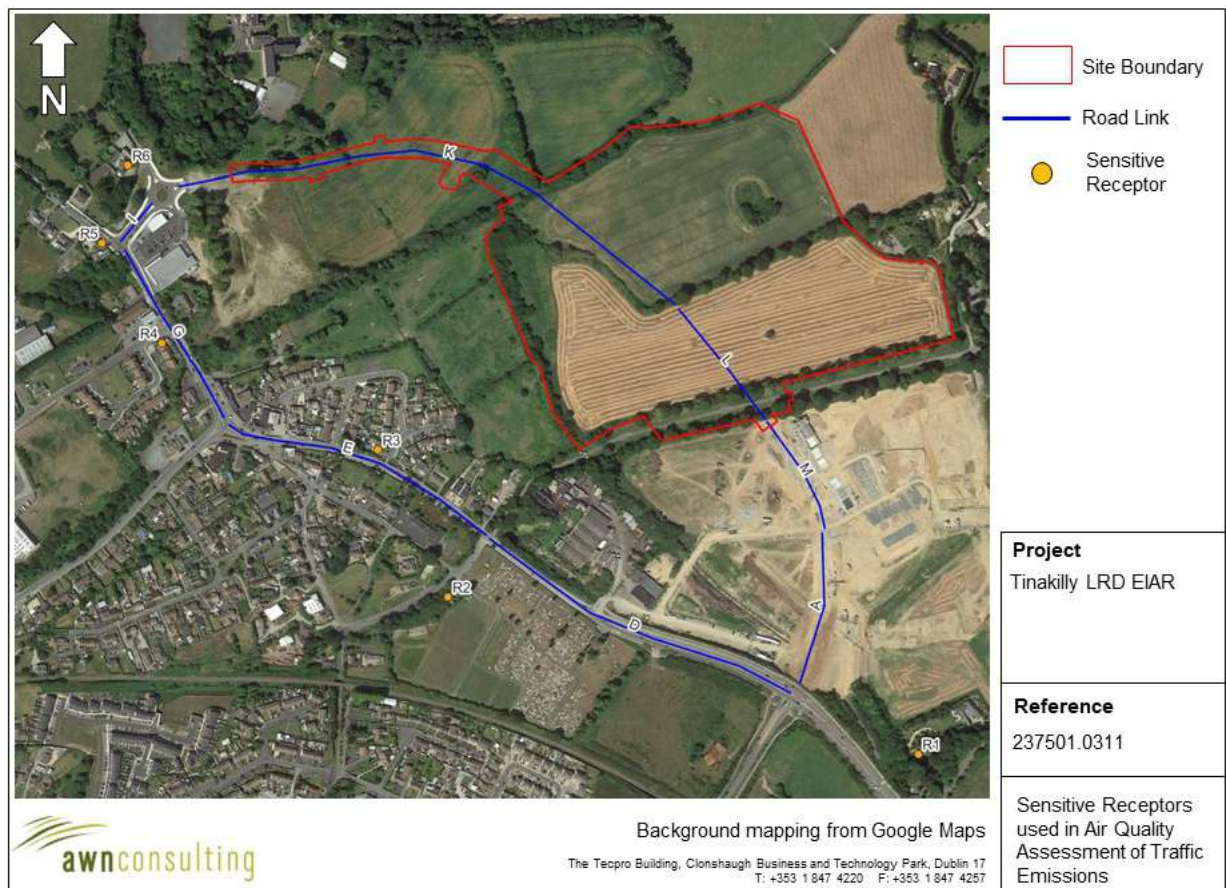 N
R6
K
Site Boundary
Road Link
Sensitive
Receptor
I
R5
G
R4
L
E
R3
M
R2
A
D
R1
Project
Tinakilly LRD EIAR
Reference
237501.0311
Sensitive Receptors
used in Air Quality
Assessment of Traffic
Emissions
awnconsulting
Background mapping from Google Maps
The Tecpro Building, Clonshaugh Business and Technology Park, Dublin 17
T: +353 1 847 4220 F: +353 1 847 4257